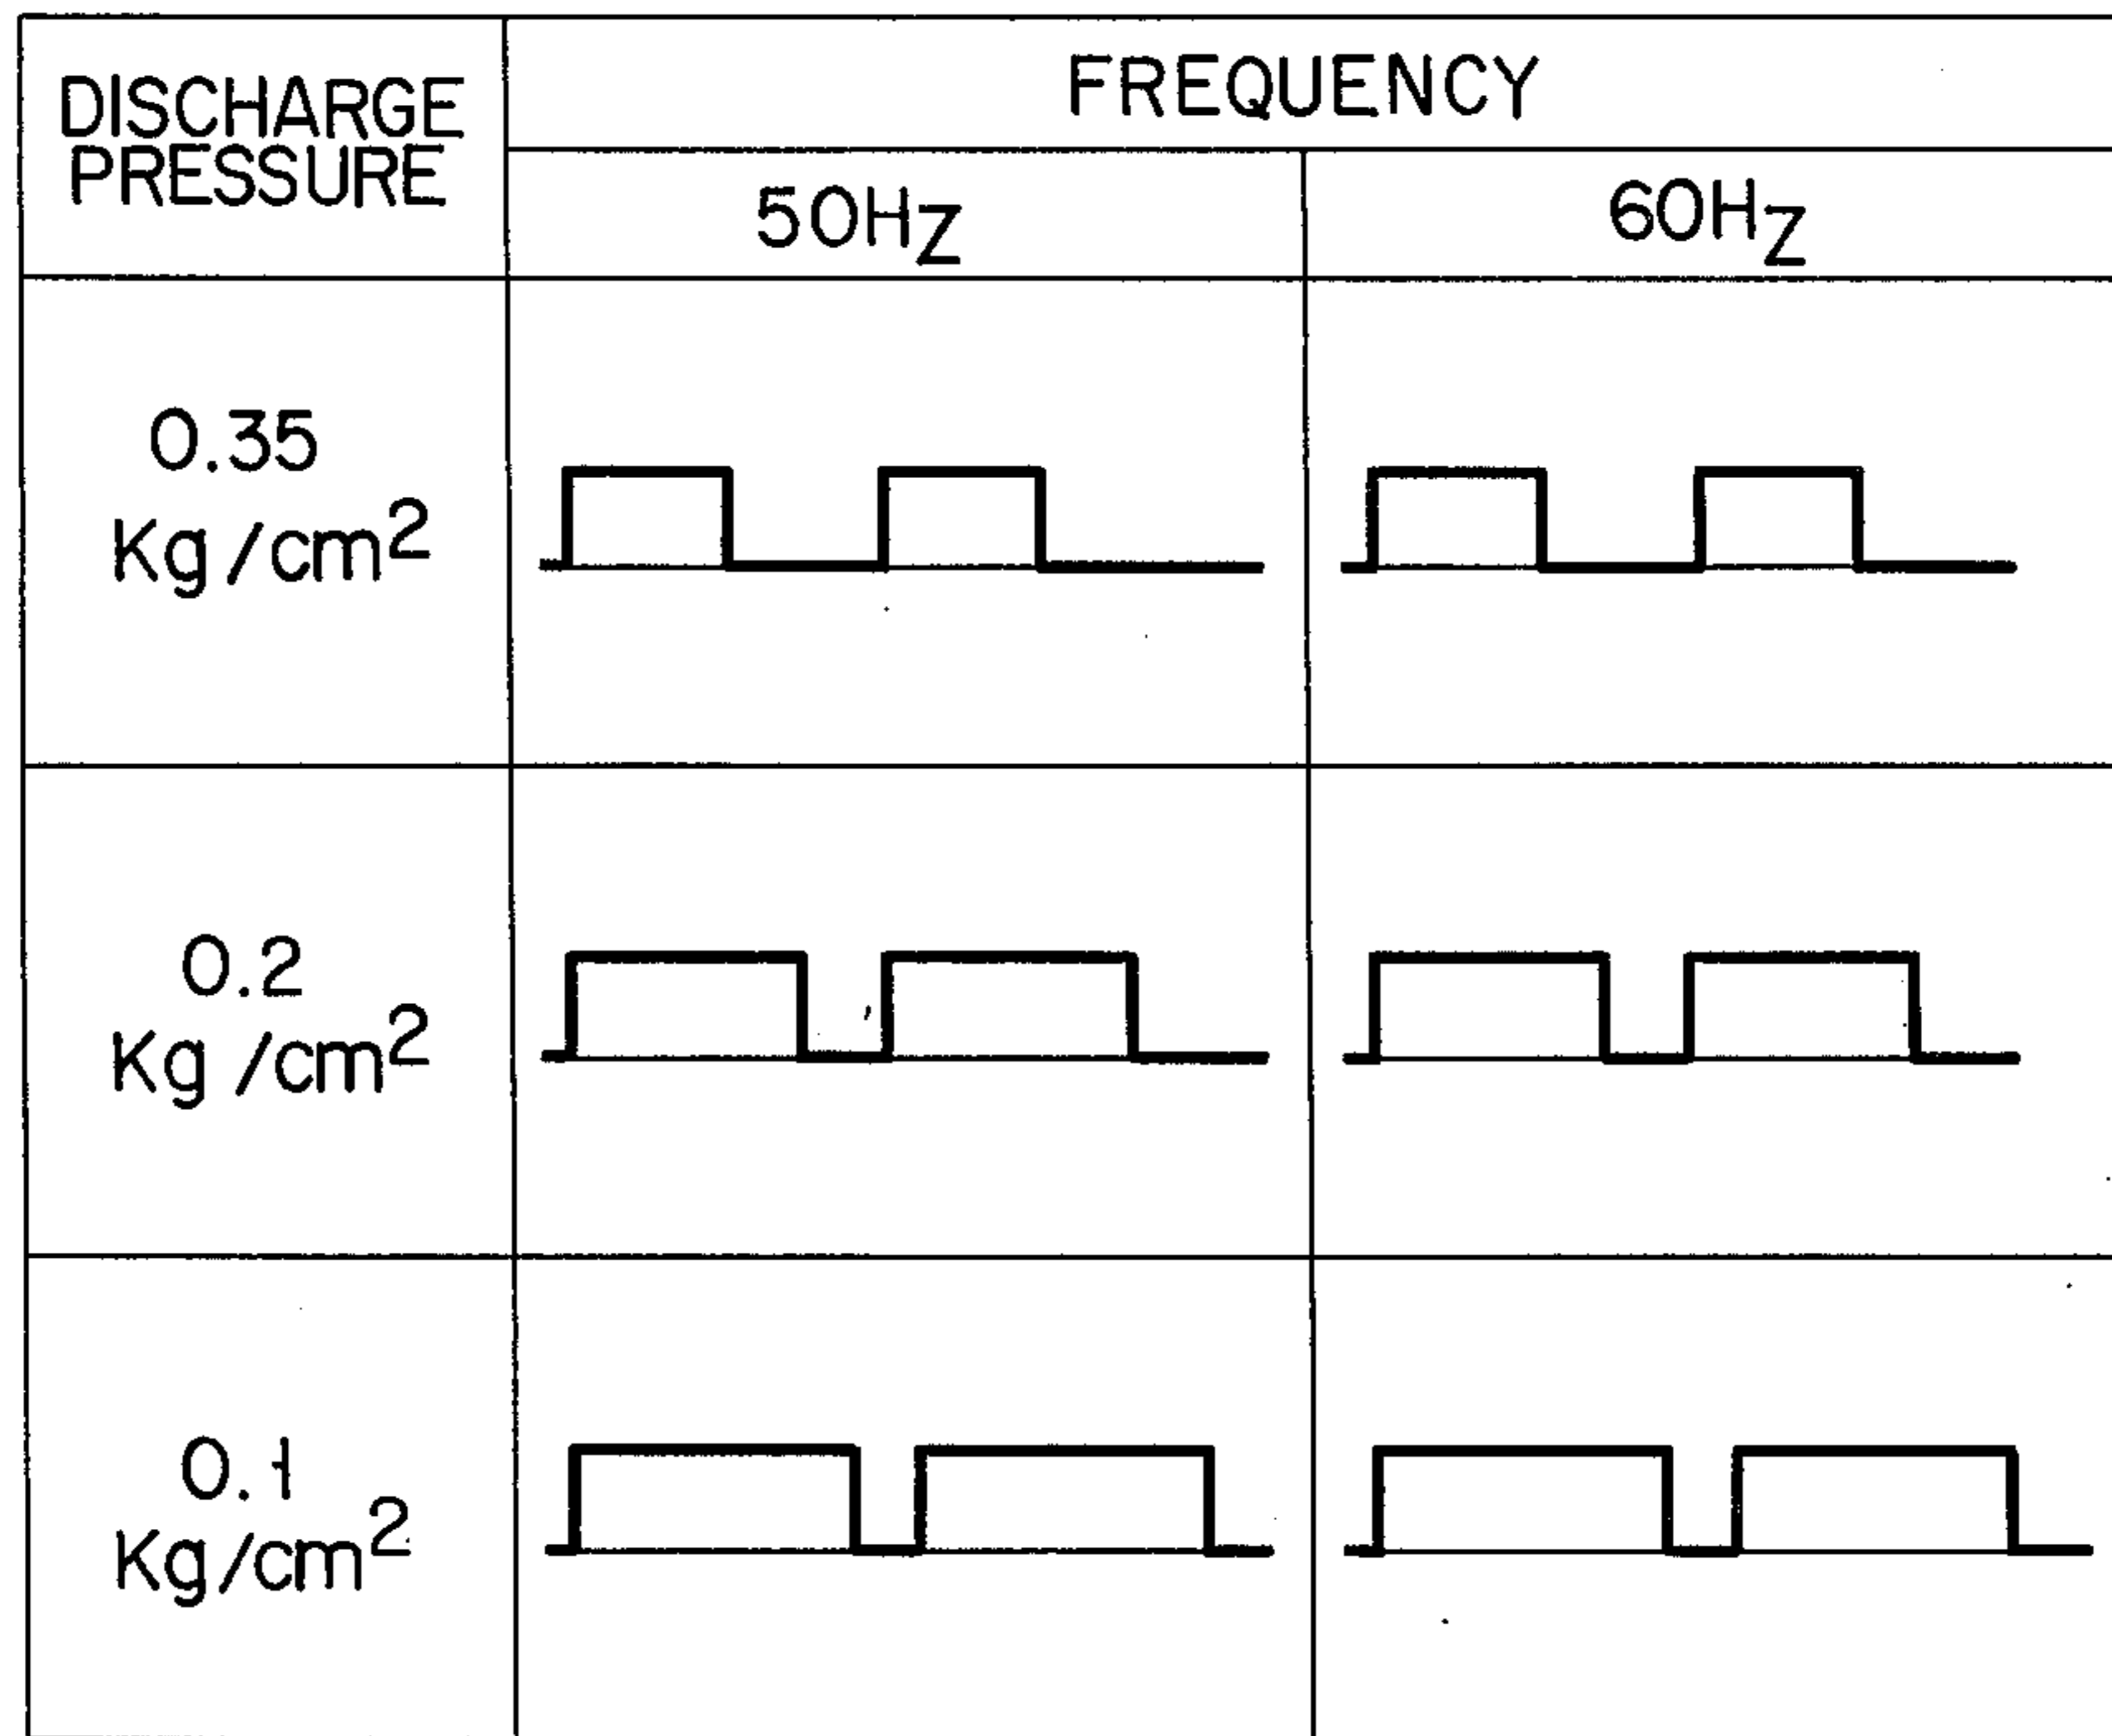 DISCHARGE
PRESSURE
FREQUENCY
50Hz
60Hz
0.35
Kg/cm²
0.2
Kg/cm²
0.1
Kg/cm²